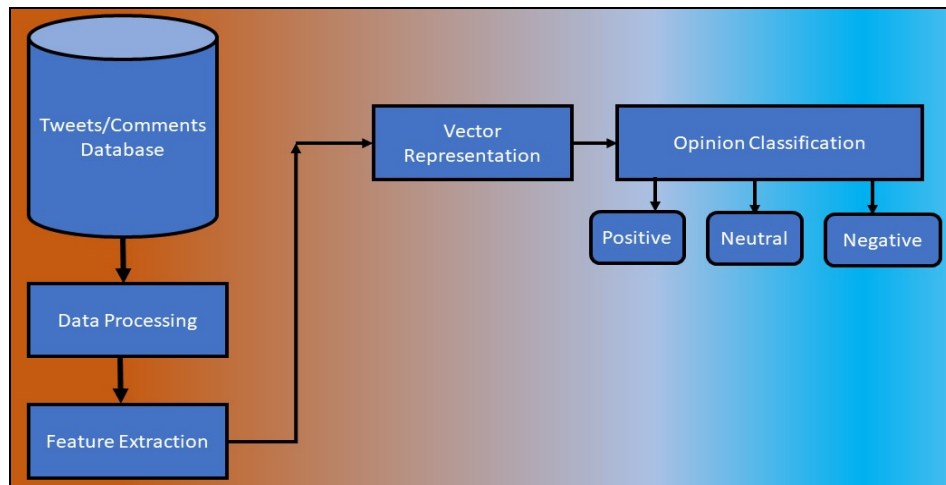 Tweets/Comments
Database
Data Processing
Feature Extraction
Vector
Representation
Opinion Classification
Positive
Neutral
Negative